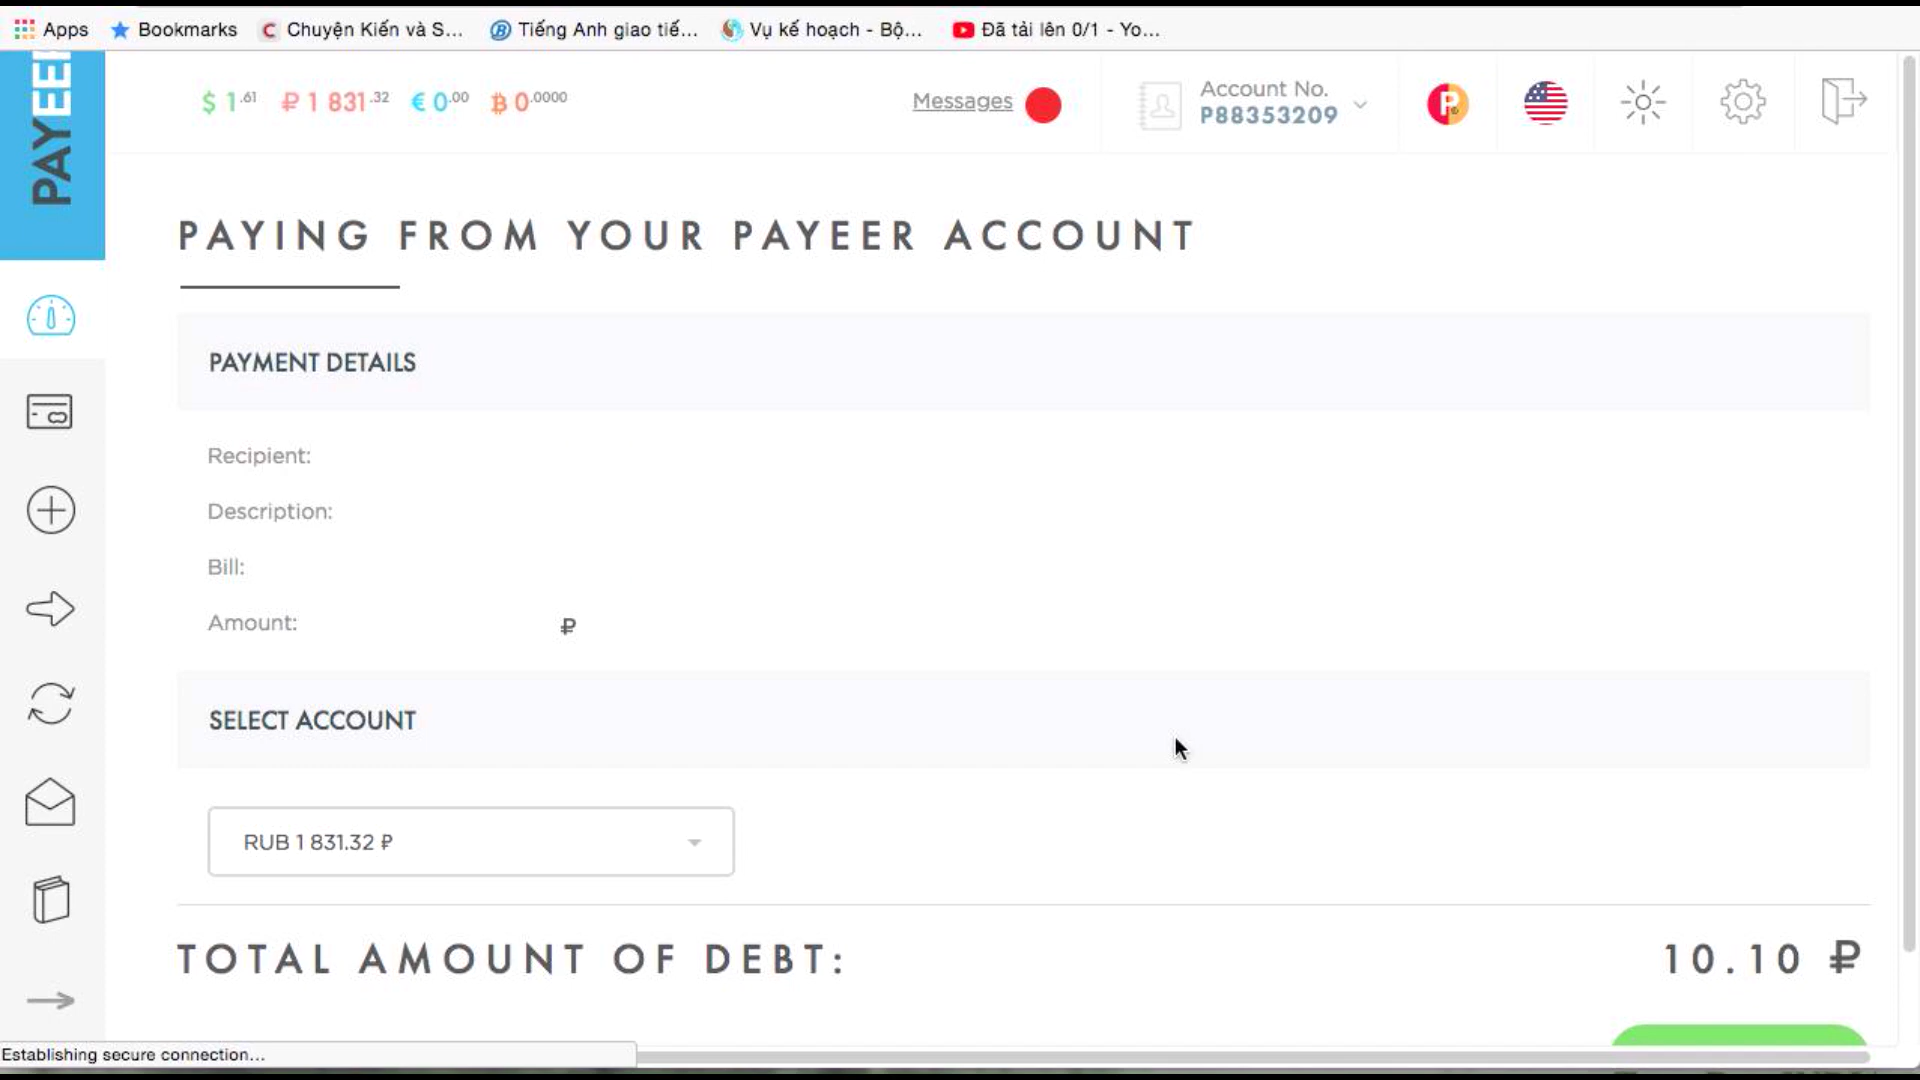 Apps Bookmarks Chuyện Kiến và S... Tiếng Anh giao tiế... Vụ kế hoạch - Bộ... Đã tải lên 0/1 - Yo...
PAYEER
$ 1.61 ₽ 1 831.32 € 0.00 ฿ 0.0000 Messages Account No.
P88353209
PAYING FROM YOUR PAYEER ACCOUNT
PAYMENT DETAILS
Recipient:
Description:
Bill:
Amount: ₽
SELECT ACCOUNT
RUB 1 831.32 ₽
TOTAL AMOUNT OF DEBT: 10.10 ₽
Establishing secure connection...